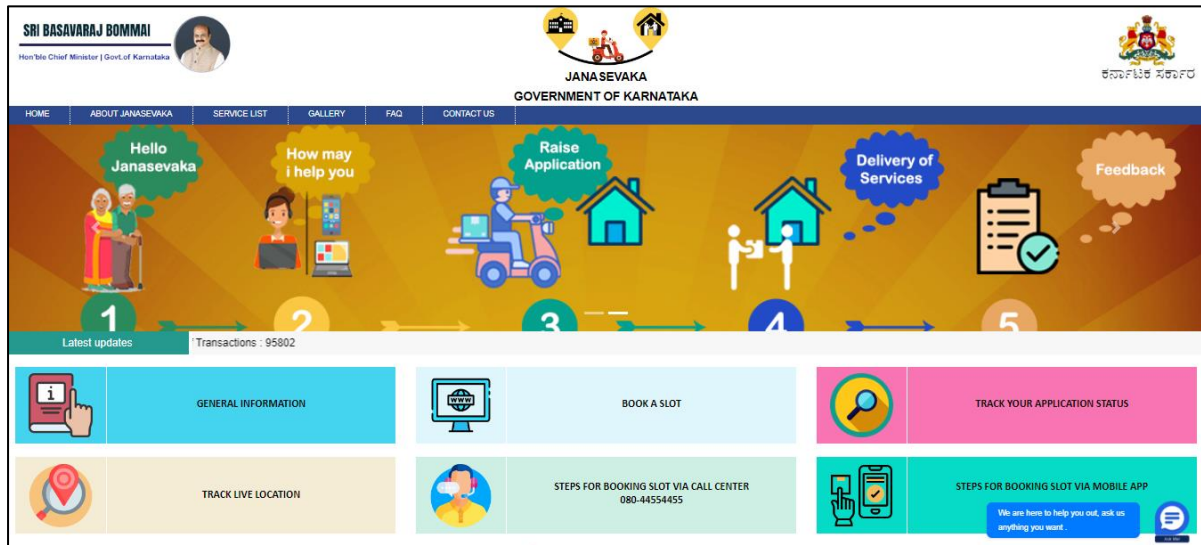 SRI BASAVARAJ BOMMAI
Hon'ble Chief Minister | Govt.of Karnataka
JANASEVAKA
GOVERNMENT OF KARNATAKA
ಕರ್ನಾಟಕ ಸರ್ಕಾರ
HOME ABOUT JANASEVAKA SERVICE LIST GALLERY FAQ CONTACT US
Hello
Janasevaka
How may
i help you
Raise
Application
Delivery of
Services
Feedback
1 2 3 4 5
Latest updates
Transactions : 95802
GENERAL INFORMATION
BOOK A SLOT
WWW
TRACK YOUR APPLICATION STATUS
TRACK LIVE LOCATION
STEPS FOR BOOKING SLOT VIA CALL CENTER
080-44554455
STEPS FOR BOOKING SLOT VIA MOBILE APP
We are here to help you out, ask us
anything you want .